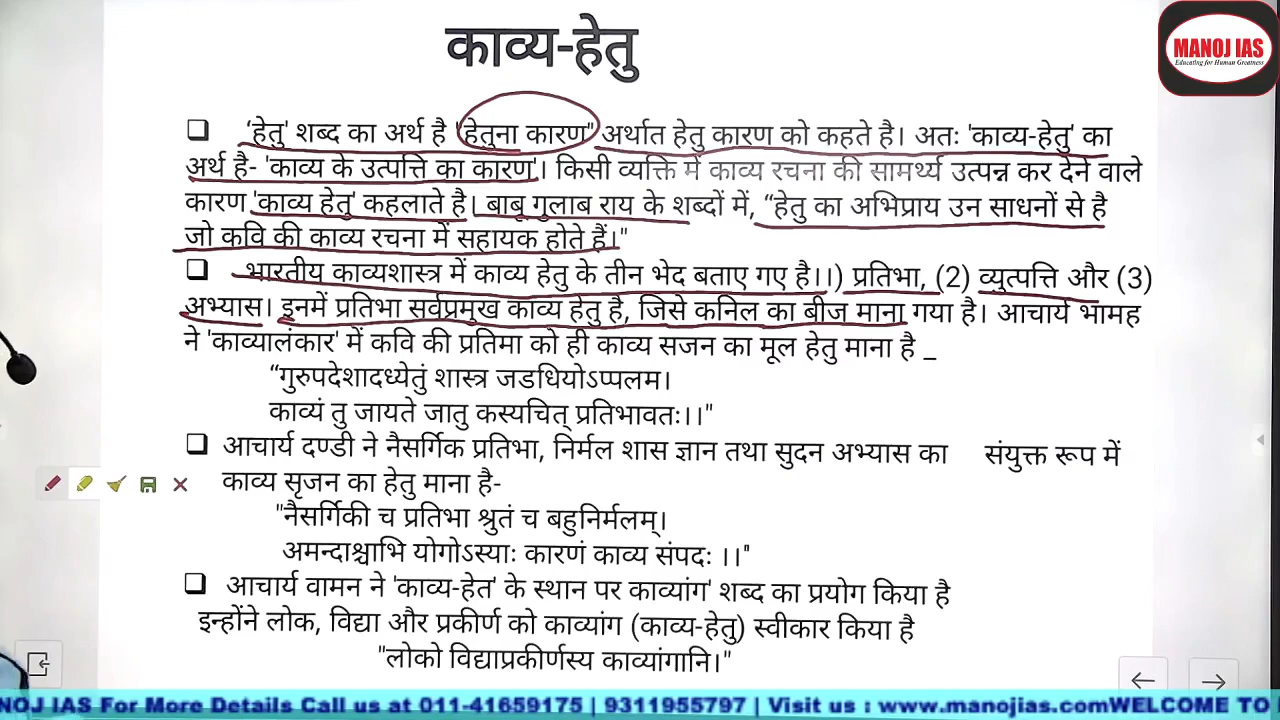 काव्य-हेतु
MANOJ IAS
Educating for Human Greatness
'हेतु' शब्द का अर्थ है "हेतुना कारण" अर्थात हेतु कारण को कहते है। अतः 'काव्य-हेतु' का
अर्थ है- 'काव्य के उत्पत्ति का कारण'। किसी व्यक्ति में काव्य रचना की सामर्थ्य उत्पन्न कर देने वाले
कारण 'काव्य हेतु' कहलाते है। बाबु गुलाब राय के शब्दों में, "हेतु का अभिप्राय उन साधनों से है
जो कवि की काव्य रचना में सहायक होते हैं।"
भारतीय काव्यशास्त्र में काव्य हेतु के तीन भेद बताए गए है।।) प्रतिभा, (2) व्युत्पत्ति और (3)
अभ्यास। इनमें प्रतिभा सर्वप्रमुख काव्य हेतु है, जिसे कनिल का बीज माना गया है। आचार्य भामह
ने 'काव्यालंकार' में कवि की प्रतिमा को ही काव्य सजन का मूल हेतु माना है _
"गुरुपदेशादध्येतुं शास्त्र जडधियोऽप्पलम।
काव्यं तु जायते जातु कस्यचित् प्रतिभावतः।।"
आचार्य दण्डी ने नैसर्गिक प्रतिभा, निर्मल शास ज्ञान तथा सुदन अभ्यास का संयुक्त रूप में
काव्य सृजन का हेतु माना है-
"नैसर्गिकी च प्रतिभा श्रुतं च बहुनिर्मलम्।
अमन्दाश्चाभि योगोऽस्याः कारणं काव्य संपदः ।।"
आचार्य वामन ने 'काव्य-हेत' के स्थान पर काव्यांग' शब्द का प्रयोग किया है
इन्होंने लोक, विद्या और प्रकीर्ण को काव्यांग (काव्य-हेतु) स्वीकार किया है
"लोको विद्याप्रकीर्णस्य काव्यांगानि।"
NOJ IAS For More Details Call us at 011-41659175 | 9311955797 | Visit us : www.manojias.comWELCOME TO